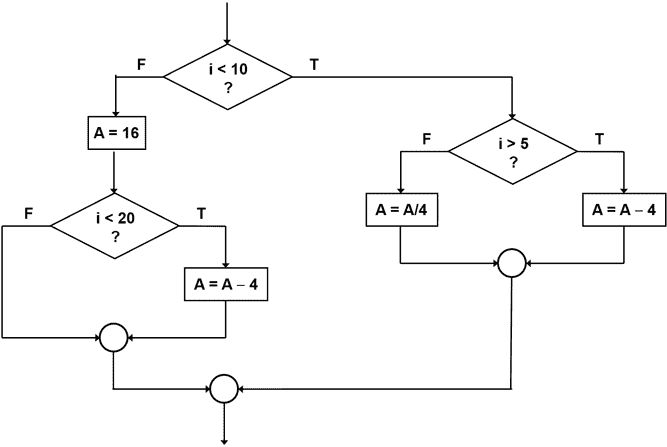 F
i < 10
?
T
A = 16
F
i > 5
?
T
F
i < 20
?
T
A = A/4
A = A – 4
A = A – 4